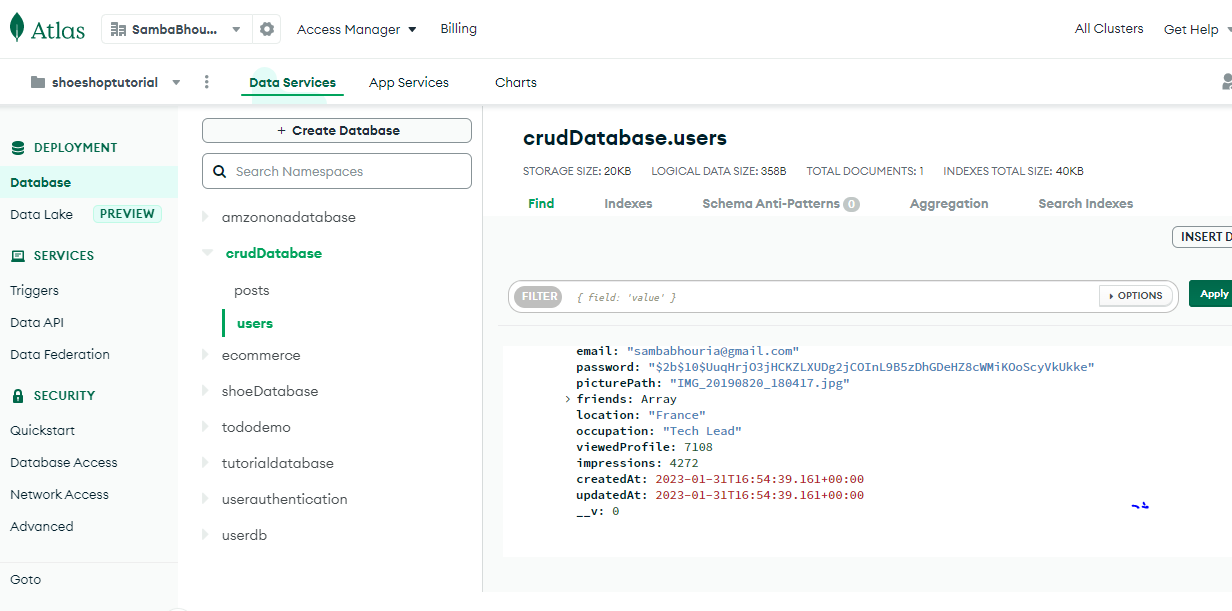 Atlas
SambaBhou...
Access Manager
Billing
All Clusters
Get Help
shoeshoptutorial
Data Services
App Services
Charts
DEPLOYMENT
Database
Data Lake
PREVIEW
SERVICES
Triggers
Data API
Data Federation
SECURITY
Quickstart
Database Access
Network Access
Advanced
Goto
+ Create Database
Search Namespaces
amzononadatabase
crudDatabase
posts
users
ecommerce
shoeDatabase
tododemo
tutorialdatabase
userauthentication
userdb
crudDatabase.users
STORAGE SIZE: 20KB LOGICAL DATA SIZE: 358B TOTAL DOCUMENTS: 1 INDEXES TOTAL SIZE: 40KB
Find
Indexes
Schema Anti-Patterns 0
Aggregation
Search Indexes
INSERT D
FILTER
{ field: 'value' }
OPTIONS
Apply
email: "sambabhouria@gmail.com"
password: "$2b$10$UuqHrjO3jHCKZLXUDg2jCOInL9B5zDhGDeHZ8cWMiKOoScyVkUkke"
picturePath: "IMG_20190820_180417.jpg"
friends: Array
location: "France"
occupation: "Tech Lead"
viewedProfile: 7108
impressions: 4272
createdAt: 2023-01-31T16:54:39.161+00:00
updatedAt: 2023-01-31T16:54:39.161+00:00
__v: 0